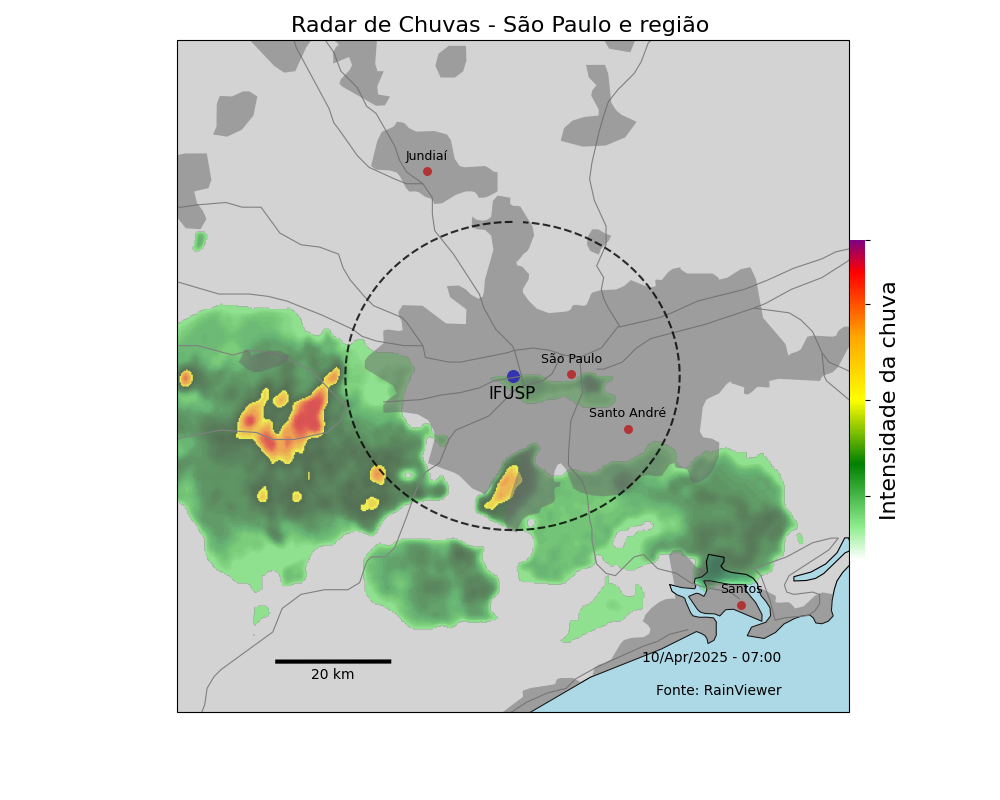 Radar de Chuvas - São Paulo e região
Jundiaí
São Paulo
IFUSP
Santo André
Intensidade da chuva
Santos
10/Apr/2025 - 07:00
20 km
Fonte: RainViewer